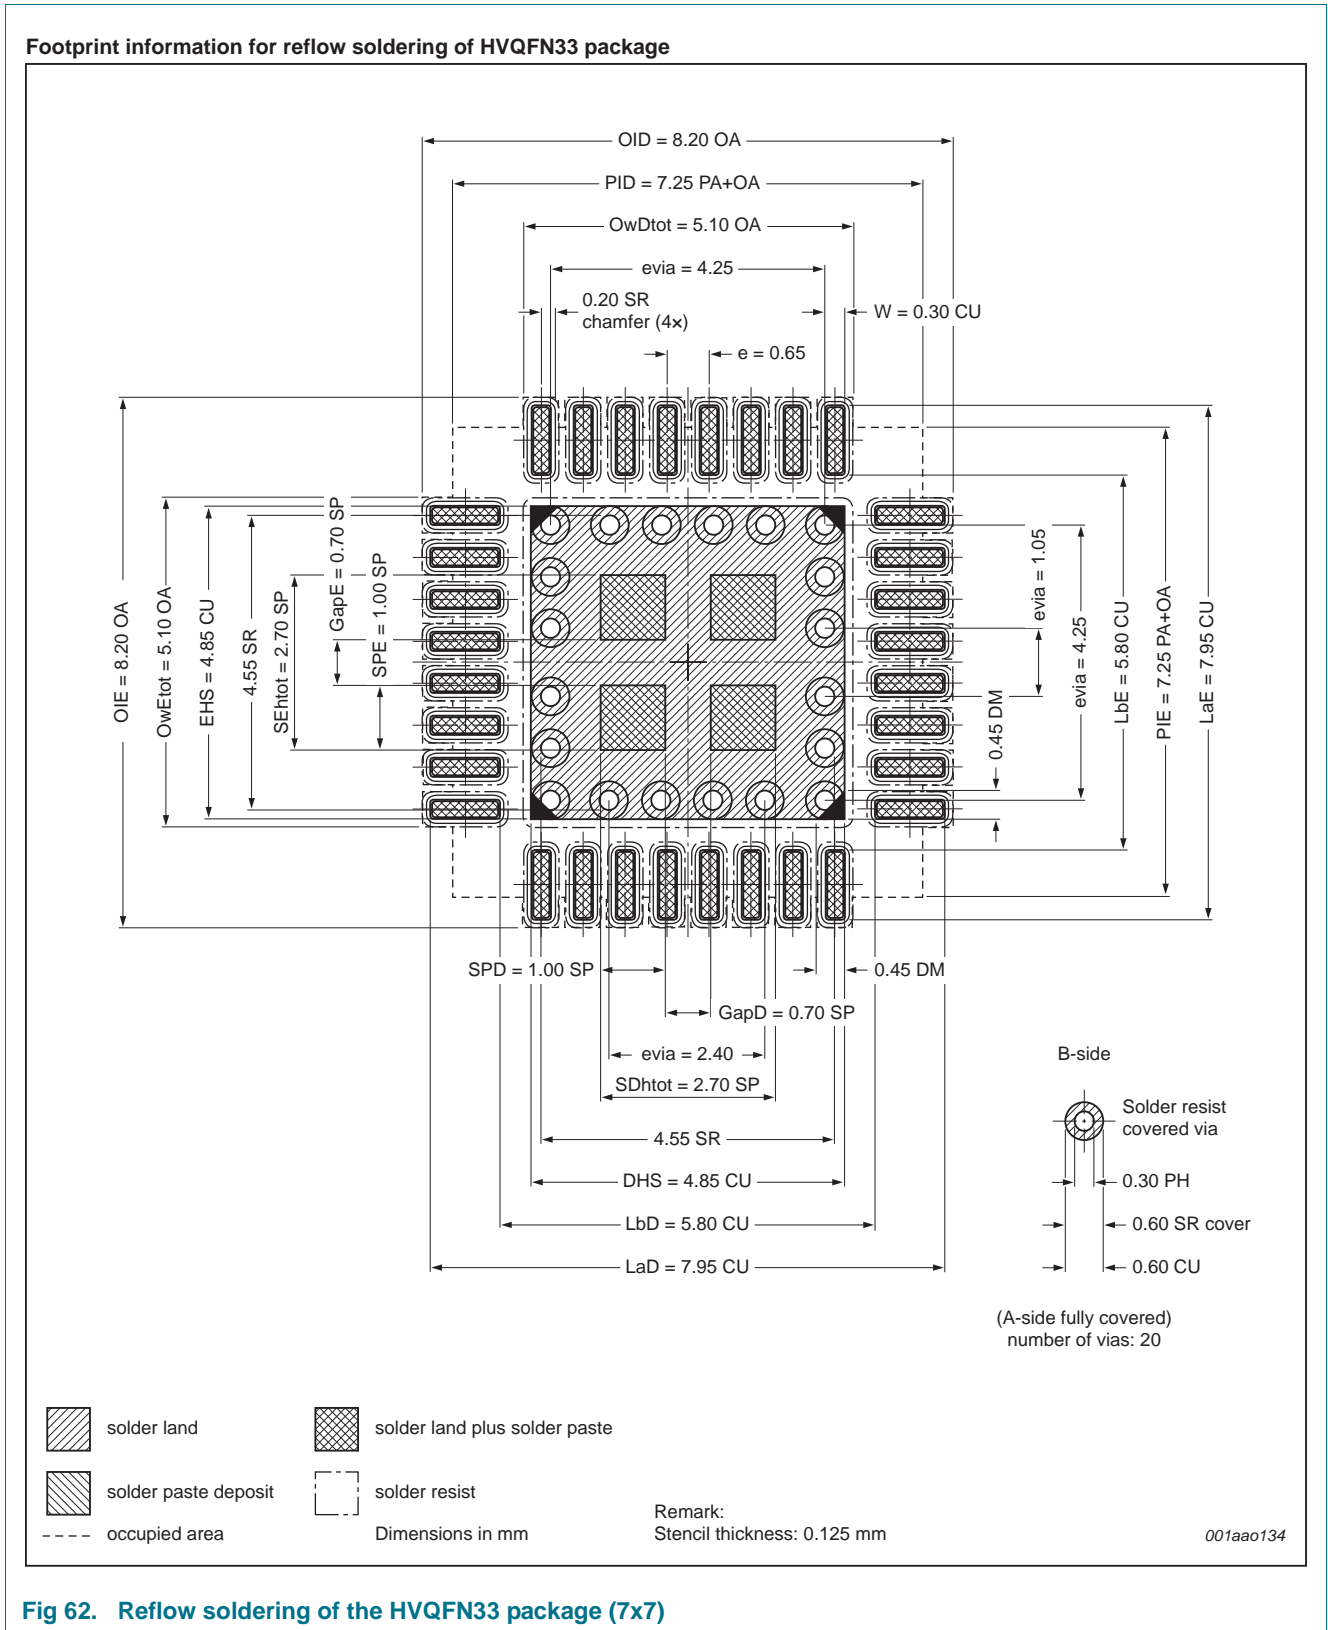 Footprint information for reflow soldering of HVQFN33 package
OID = 8.20 OA
PID = 7.25 PA+OA
OwDtot = 5.10 OA
evia = 4.25
0.20 SR
chamfer (4×)
W = 0.30 CU
e = 0.65
OIE = 8.20 OA
OwEtot = 5.10 OA
EHS = 4.85 CU
4.55 SR
SEhtot = 2.70 SP
GapE = 0.70 SP
SPE = 1.00 SP
evia = 1.05
0.45 DM
evia = 4.25
LbE = 5.80 CU
PIE = 7.25 PA+OA
LaE = 7.95 CU
SPD = 1.00 SP
0.45 DM
GapD = 0.70 SP
evia = 2.40
SDhtot = 2.70 SP
4.55 SR
DHS = 4.85 CU
LbD = 5.80 CU
LaD = 7.95 CU
B-side
Solder resist
covered via
0.30 PH
0.60 SR cover
0.60 CU
(A-side fully covered)
number of vias: 20
solder land
solder land plus solder paste
solder paste deposit
solder resist
occupied area
Dimensions in mm
Remark:
Stencil thickness: 0.125 mm
001aao134
Fig 62. Reflow soldering of the HVQFN33 package (7x7)